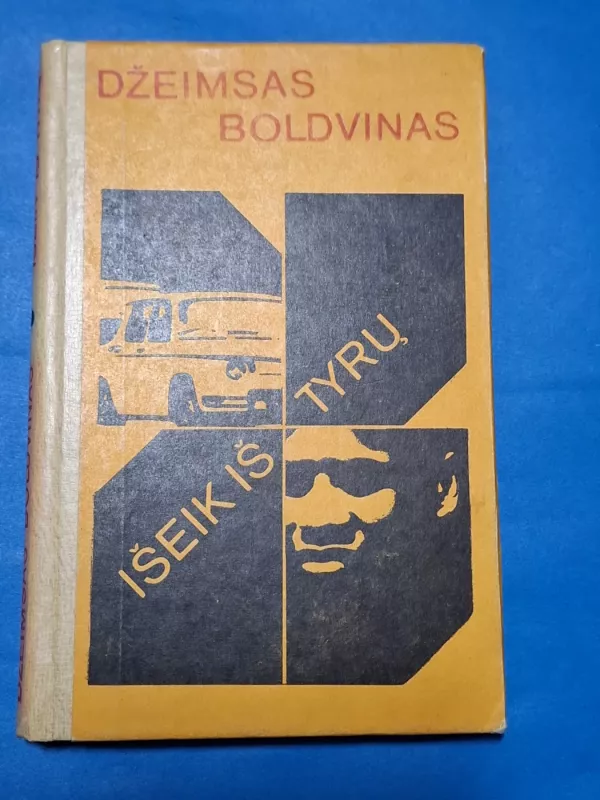 DŽEIMSAS
BOLDVINAS
IŠEIK IŠ TYRŲ